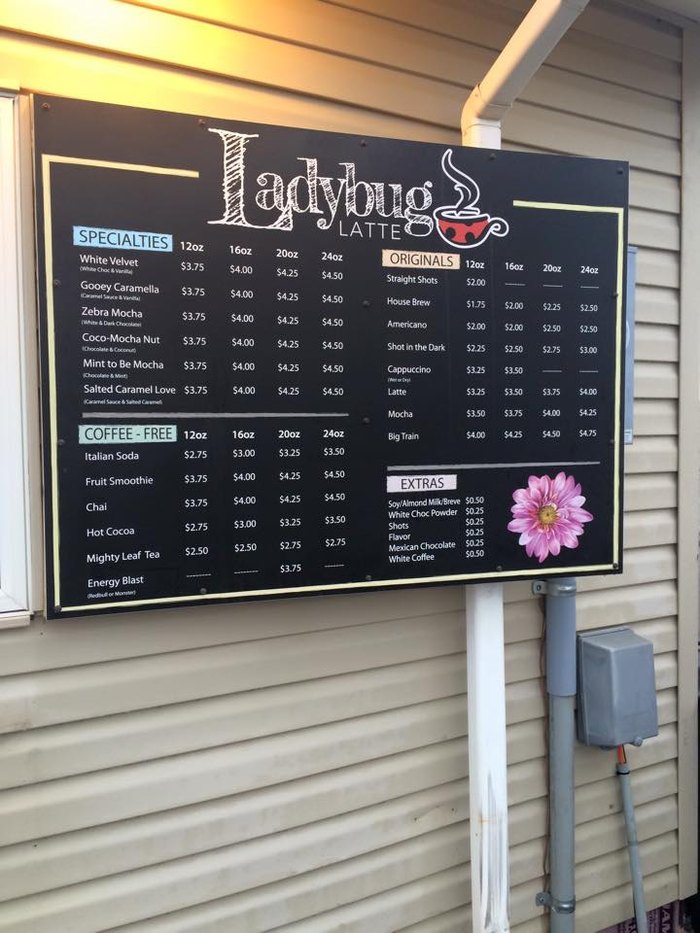 Ladybug
LATTE
SPECIALTIES 12oz 16oz 20oz 24oz
White Velvet $3.75 $4.00 $4.25 $4.50
(White Choc & Vanilla)
Gooey Caramella $3.75 $4.00 $4.25 $4.50
(Caramel Sauce & Vanilla)
Zebra Mocha $3.75 $4.00 $4.25 $4.50
(White & Dark Chocolate)
Coco-Mocha Nut $3.75 $4.00 $4.25 $4.50
(Chocolate & Coconut)
Mint to Be Mocha $3.75 $4.00 $4.25 $4.50
(Chocolate & Mint)
Salted Caramel Love $3.75 $4.00 $4.25 $4.50
(Caramel Sauce & Salted Caramel)
COFFEE - FREE 12oz 16oz 20oz 24oz
Italian Soda $2.75 $3.00 $3.25 $3.50
Fruit Smoothie $3.75 $4.00 $4.25 $4.50
Chai $3.75 $4.00 $4.25 $4.50
Hot Cocoa $2.75 $3.00 $3.25 $3.50
Mighty Leaf Tea $2.50 $2.50 $2.75 $2.75
Energy Blast ------- ------- $3.75 -------
(Redbull or Monster)
ORIGINALS 12oz 16oz 20oz 24oz
Straight Shots $2.00 ------- ------- -------
House Brew $1.75 $2.00 $2.25 $2.50
Americano $2.00 $2.00 $2.50 $2.50
Shot in the Dark $2.25 $2.50 $2.75 $3.00
Cappuccino $3.25 $3.50 ------- -------
(Wet or Dry)
Latte $3.25 $3.50 $3.75 $4.00
Mocha $3.50 $3.75 $4.00 $4.25
Big Train $4.00 $4.25 $4.50 $4.75
EXTRAS
Soy/Almond Milk/Breve $0.50
White Choc Powder $0.25
Shots $0.25
Flavor $0.25
Mexican Chocolate $0.25
White Coffee $0.50